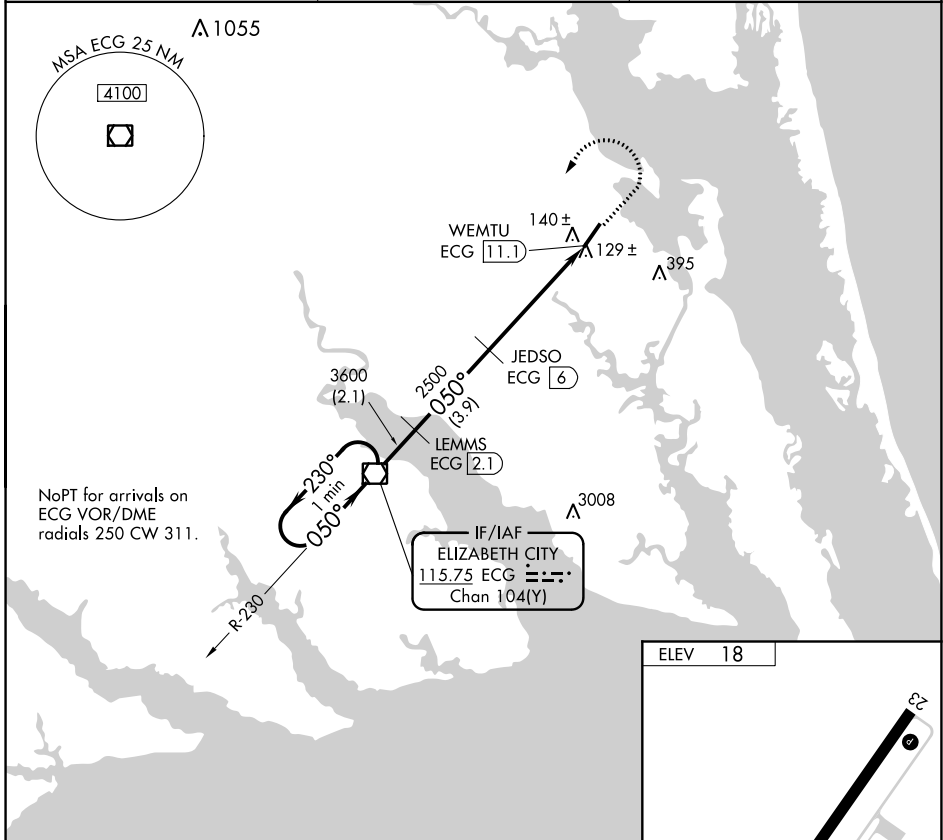 MSA ECG 25 NM
4100
1055
WEMTU
ECG 11.1
140 ±
129 ±
395
JEDSO
ECG 6
3600
(2.1)
2500
050°
(3.9)
LEMMS
ECG 2.1
230°
1 min
050°
NoPT for arrivals on
ECG VOR/DME
radials 250 CW 311.
3008
IF/IAF
ELIZABETH CITY
115.75 ECG
Chan 104(Y)
R-230
ELEV 18
23
P